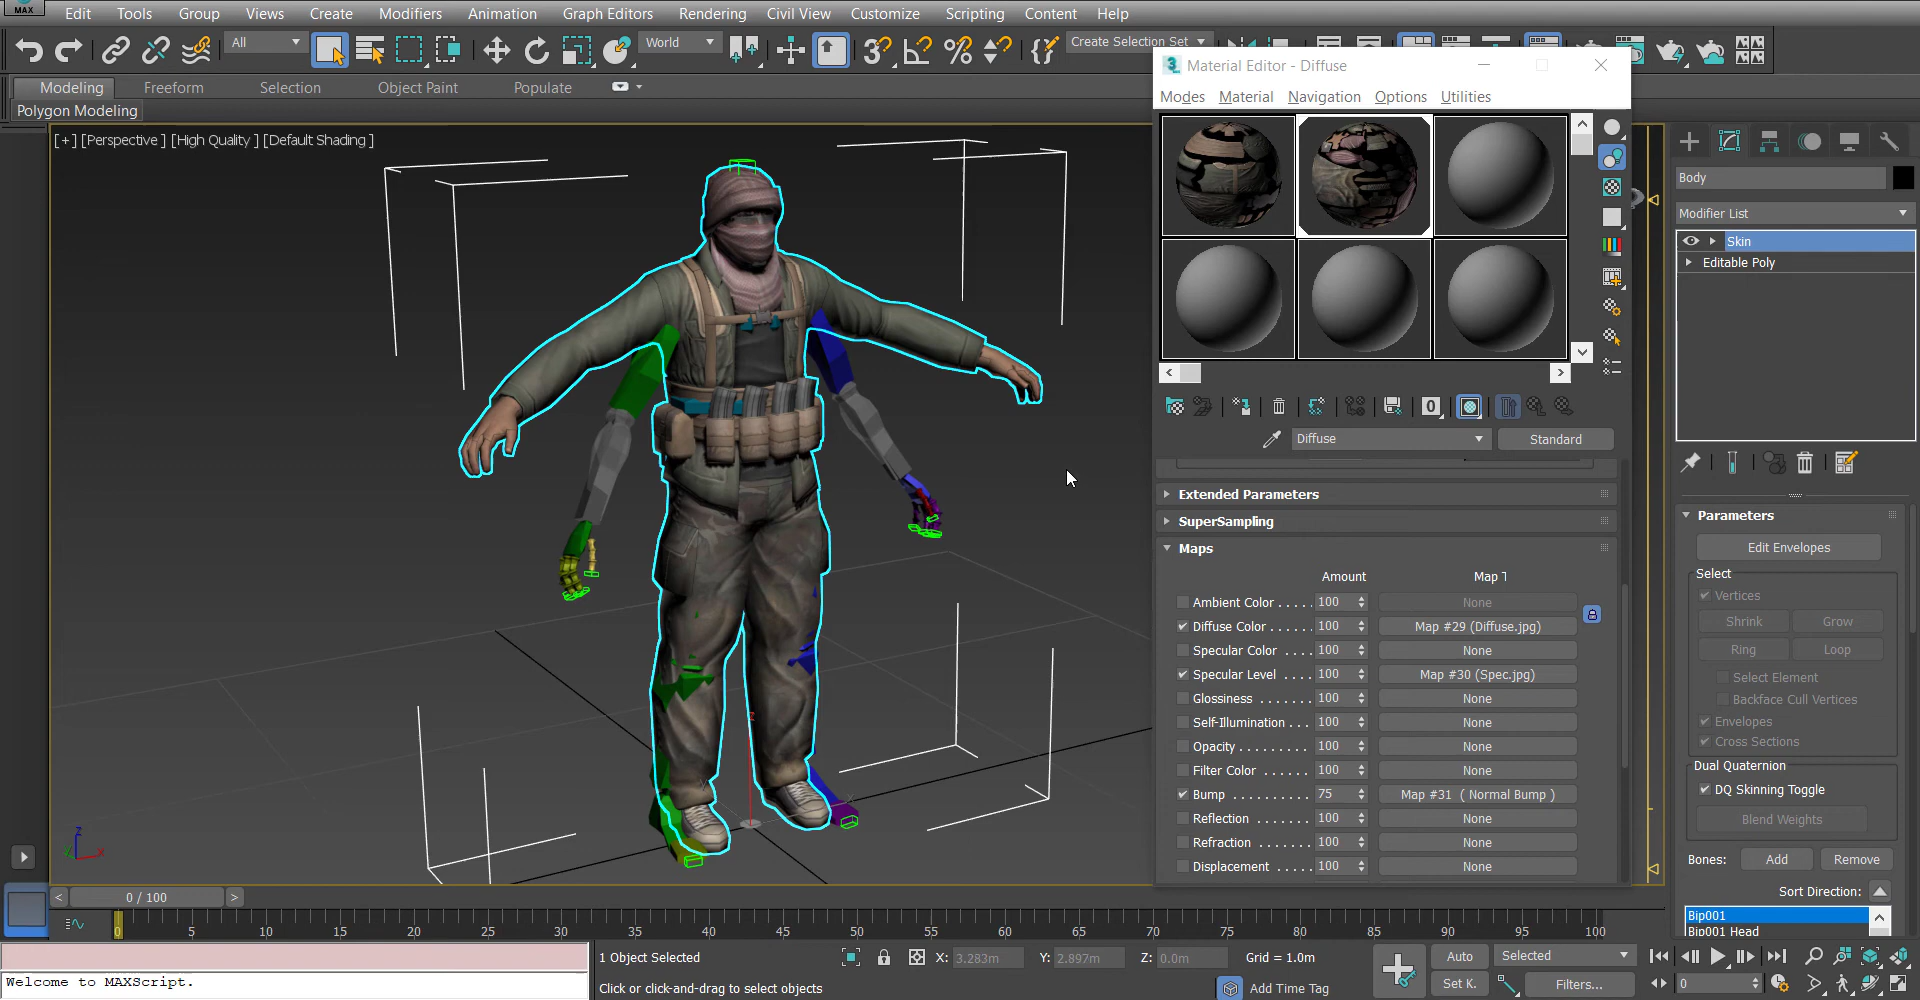 MAX Edit Tools Group Views Create Modifiers Animation Graph Editors Rendering Civil View Customize Scripting Content Help
All World Create Selection Set
Modeling Freeform Selection Object Paint Populate
Polygon Modeling
[+] [Perspective ] [High Quality ] [Default Shading ]
Material Editor - Diffuse
Modes Material Navigation Options Utilities
Diffuse Standard
Extended Parameters
SuperSampling
Maps
Amount Map T
Ambient Color . . . . . 100 None
Diffuse Color . . . . . . 100 Map #29 (Diffuse.jpg)
Specular Color . . . . 100 None
Specular Level . . . . 100 Map #30 (Spec.jpg)
Glossiness . . . . . . . . 100 None
Self-Illumination . . . 100 None
Opacity . . . . . . . . . . 100 None
Filter Color . . . . . . . 100 None
Bump . . . . . . . . . . . 75 Map #31 ( Normal Bump )
Reflection . . . . . . . . 100 None
Refraction . . . . . . . . 100 None
Displacement . . . . . 100 None
Body
Modifier List
Skin
Editable Poly
Parameters
Edit Envelopes
Select
Vertices
Shrink Grow
Ring Loop
Select Element
Backface Cull Vertices
Envelopes
Cross Sections
Dual Quaternion
DQ Skinning Toggle
Blend Weights
Bones: Add Remove
Sort Direction:
Bip001
Bip001 Head
z
x
y
< 0 / 100 >
0 5 10 15 20 25 30 35 40 45 50 55 60 65 70 75 80 85 90 95 100
1 Object Selected X: 3.283m Y: 2.897m Z: 0.0m Grid = 1.0m Auto Selected
Welcome to MAXScript.
Click or click-and-drag to select objects Add Time Tag Set K. Filters... 0